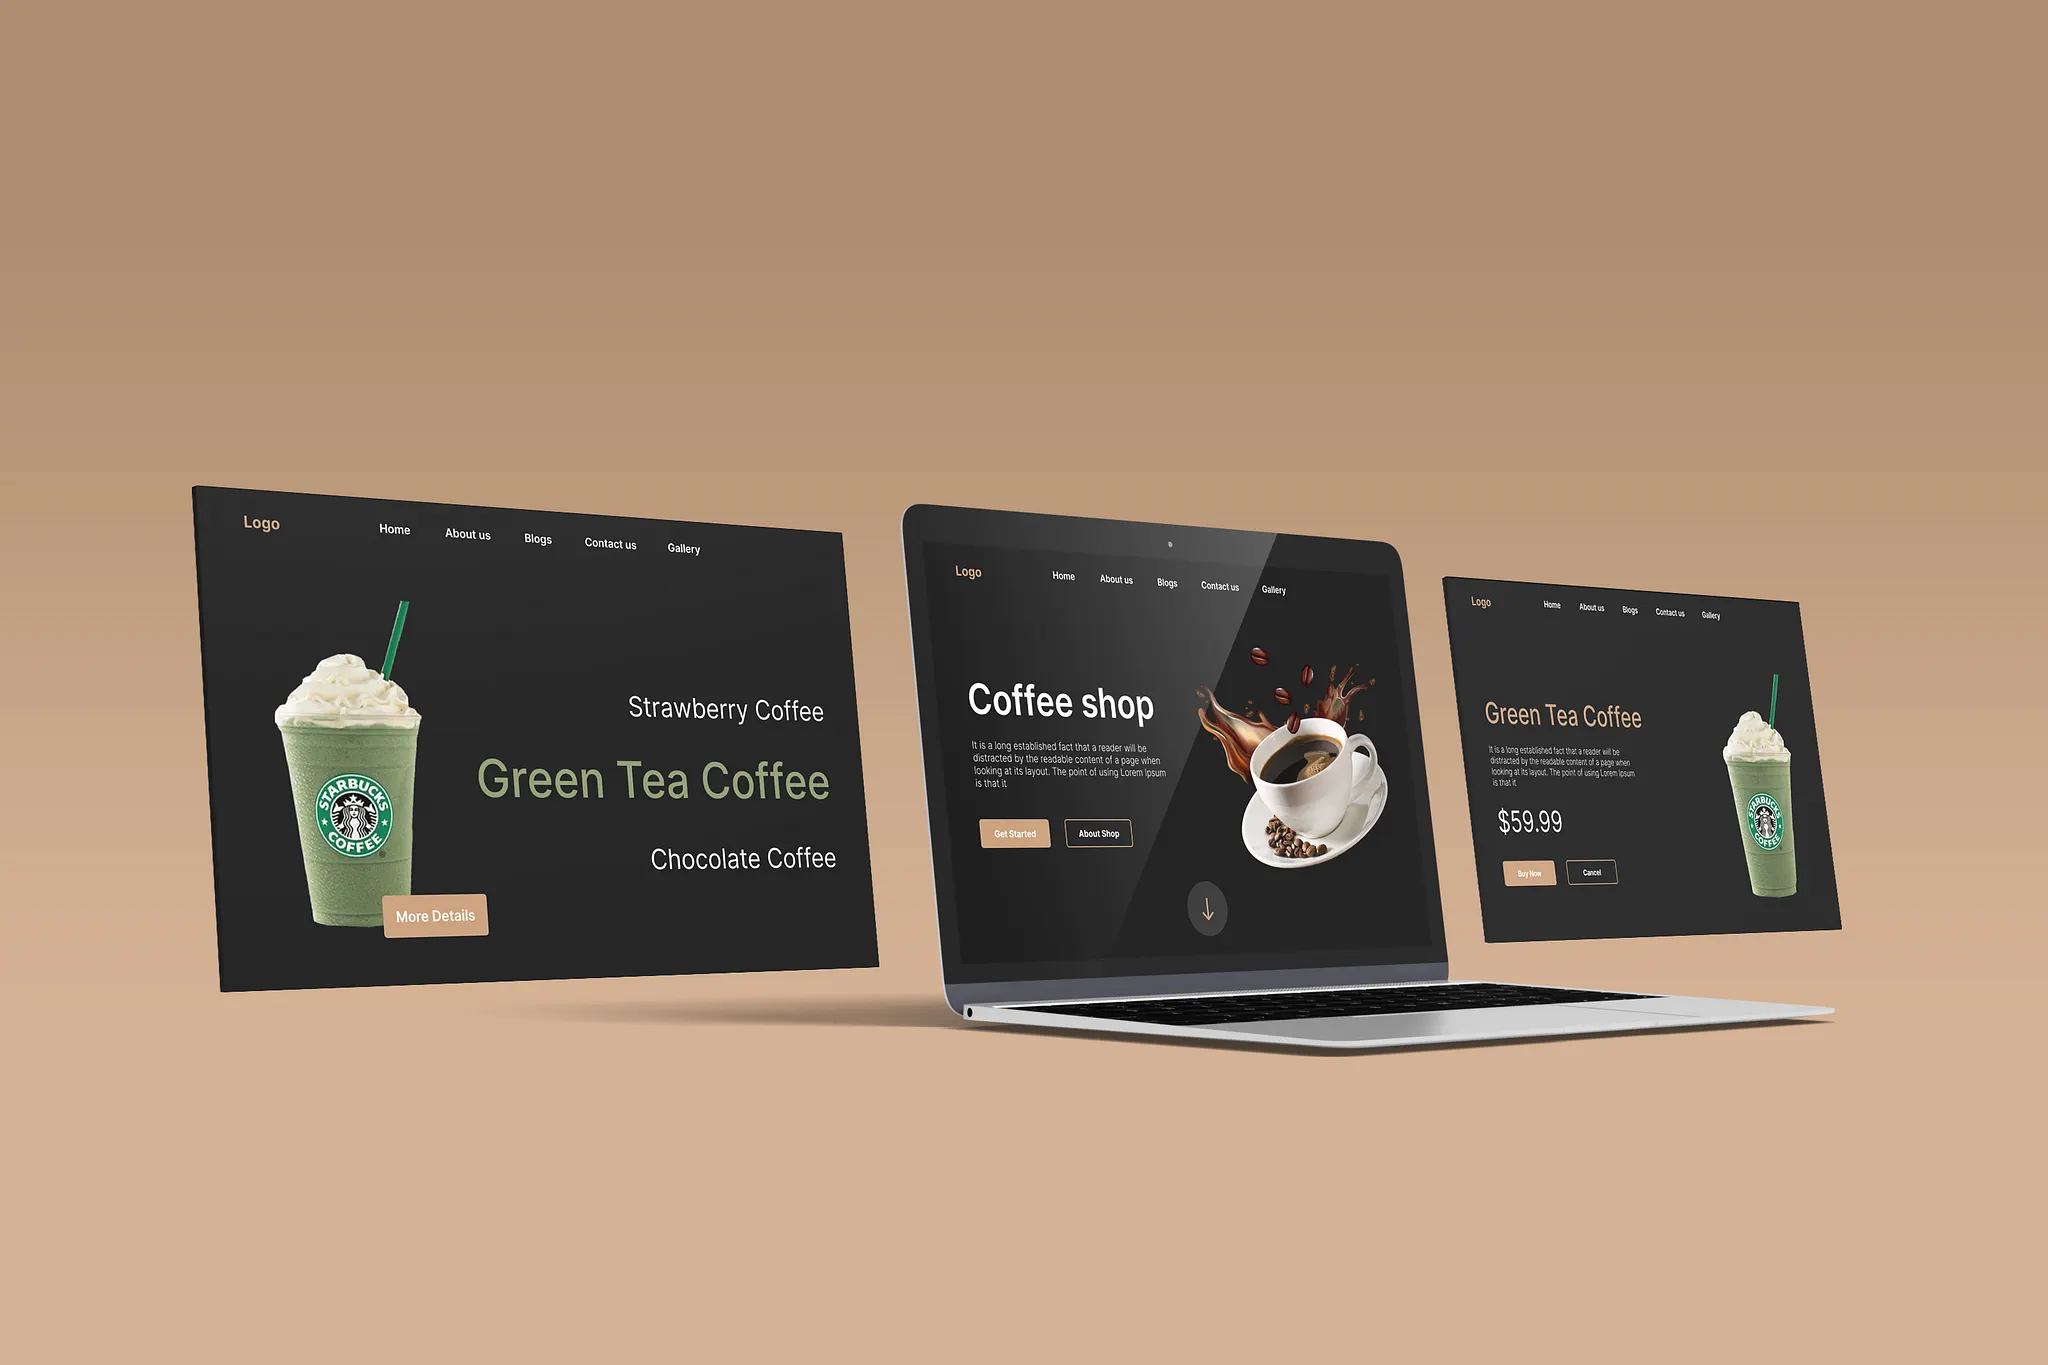 Logo
Home About us Blogs Contact us Gallery
Strawberry Coffee
Green Tea Coffee
Chocolate Coffee
STARBUCKS
COFFEE
®
More Details
Logo
Home About us Blogs Contact us Gallery
Coffee shop
It is a long established fact that a reader will be
distracted by the readable content of a page when
looking at its layout. The point of using Lorem Ipsum
is that it
Get Started About Shop
Logo
Home About us Blogs Contact us Gallery
Green Tea Coffee
It is a long established fact that a reader will be
distracted by the readable content of a page when
looking at its layout. The point of using Lorem Ipsum
is that it
$59.99
Buy Now Cancel
STARBUCKS
COFFEE